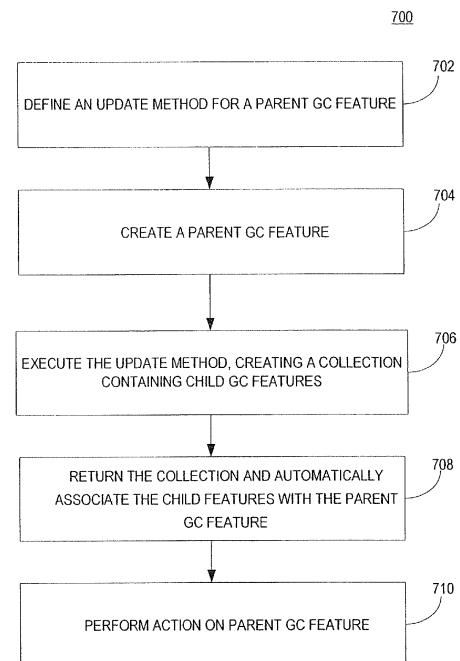 700
702
DEFINE AN UPDATE METHOD FOR A PARENT GC FEATURE
704
CREATE A PARENT GC FEATURE
706
EXECUTE THE UPDATE METHOD, CREATING A COLLECTION
CONTAINING CHILD GC FEATURES
708
RETURN THE COLLECTION AND AUTOMATICALLY
ASSOCIATE THE CHILD FEATURES WITH THE PARENT
GC FEATURE
710
PERFORM ACTION ON PARENT GC FEATURE